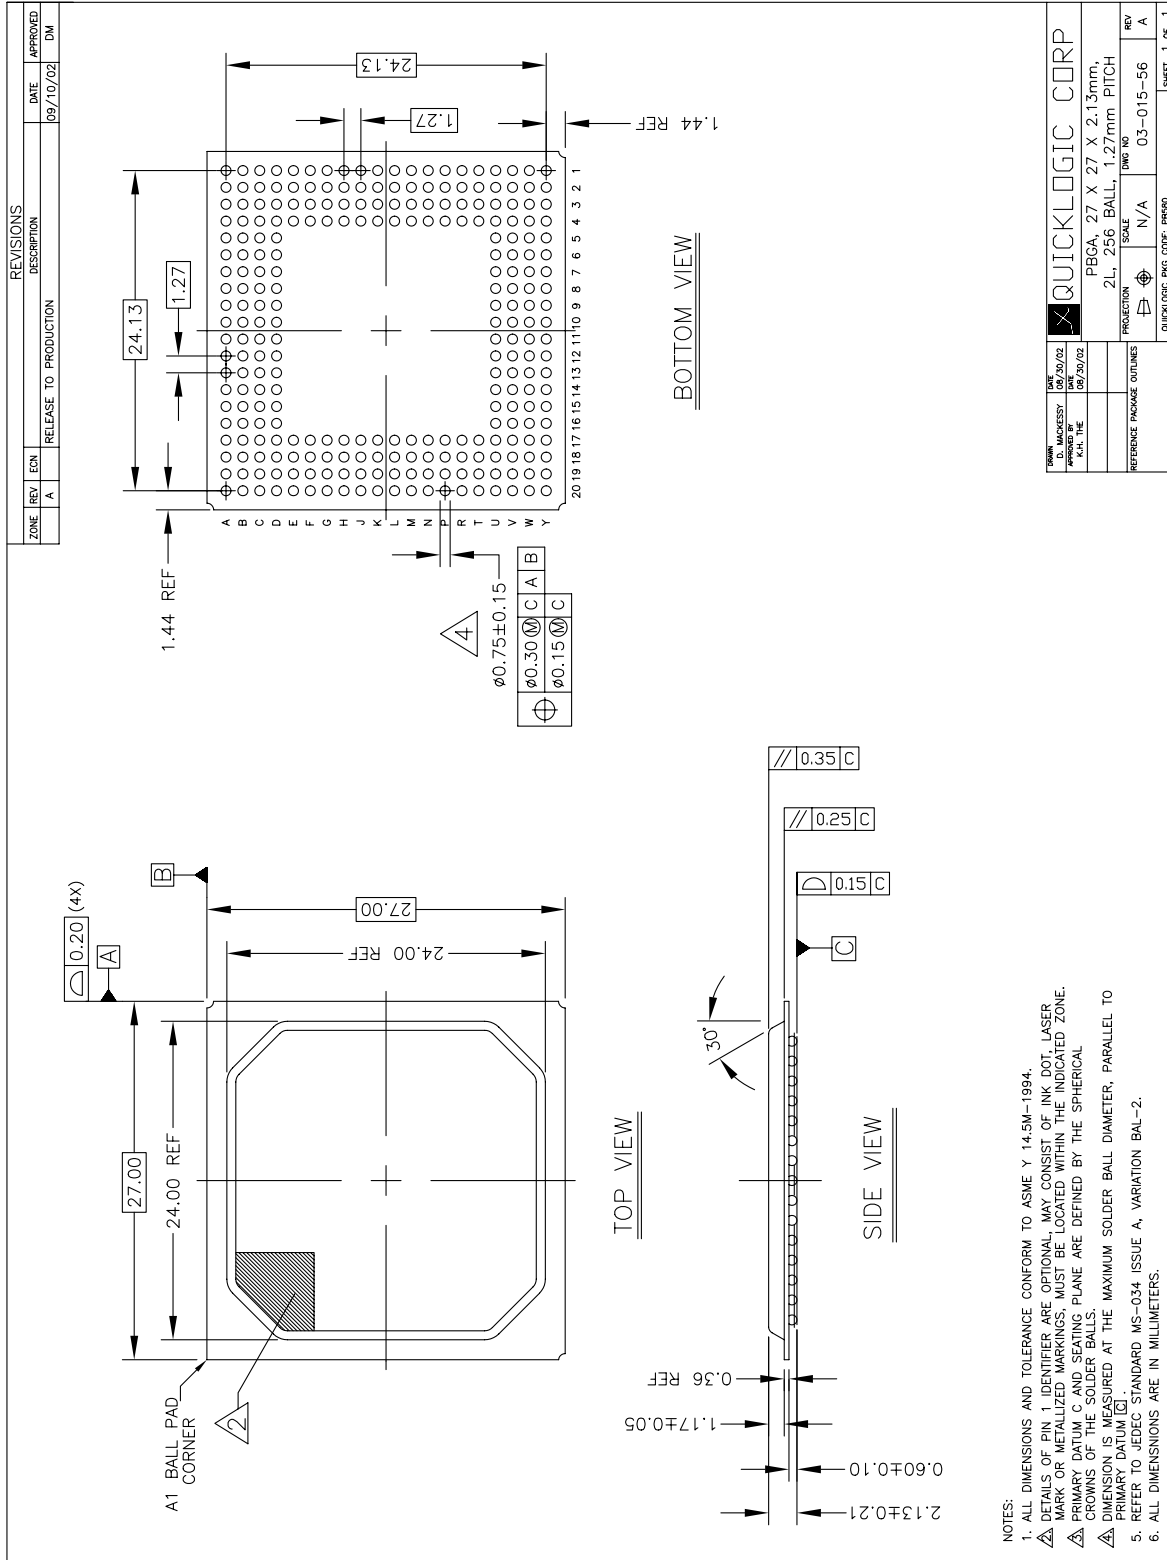 REVISIONS
ZONE REV ECN DESCRIPTION DATE APPROVED
A RELEASE TO PRODUCTION 09/10/02 DM
A1 BALL PAD
CORNER
27.00
24.00 REF
0.20 (4X)
A
B
27.00
24.00 REF
2
TOP VIEW
1.44 REF
24.13
1.27
24.13
1.27
1.44 REF
A
B
C
D
E
F
G
H
J
K
L
M
N
P
R
T
U
V
W
Y
20 19 18 17 16 15 14 13 12 11 10 9 8 7 6 5 4 3 2 1
4
ø0.75±0.15
ø0.30 M C A B
ø0.15 M C
BOTTOM VIEW
0.36 REF
1.17±0.05
0.60±0.10
2.13±0.21
30°
// 0.35 C
// 0.25 C
0.15 C
C
SIDE VIEW
NOTES:
1. ALL DIMENSIONS AND TOLERANCE CONFORM TO ASME Y 14.5M-1994.
2 DETAILS OF PIN 1 IDENTIFIER ARE OPTIONAL, MAY CONSIST OF INK DOT, LASER
MARK OR METALLIZED MARKINGS, MUST BE LOCATED WITHIN THE INDICATED ZONE.
3 PRIMARY DATUM C AND SEATING PLANE ARE DEFINED BY THE SPHERICAL
CROWNS OF THE SOLDER BALLS.
4 DIMENSION IS MEASURED AT THE MAXIMUM SOLDER BALL DIAMETER, PARALLEL TO
PRIMARY DATUM C .
5. REFER TO JEDEC STANDARD MS-034 ISSUE A, VARIATION BAL-2.
6. ALL DIMENSNIONS ARE IN MILLIMETERS.
DRAWN DATE
D. MACKESSY 08/30/02
APPROVED BY DATE
K.H. THE 08/30/02
REFERENCE PACKAGE OUTLINES
QUICKLOGIC CORP
PBGA, 27 X 27 X 2.13mm,
2L, 256 BALL, 1.27mm PITCH
PROJECTION SCALE DWG NO REV
N/A 03-015-56 A
QUICKLOGIC PKG CODE: PB580 SHEET 1 OF 1